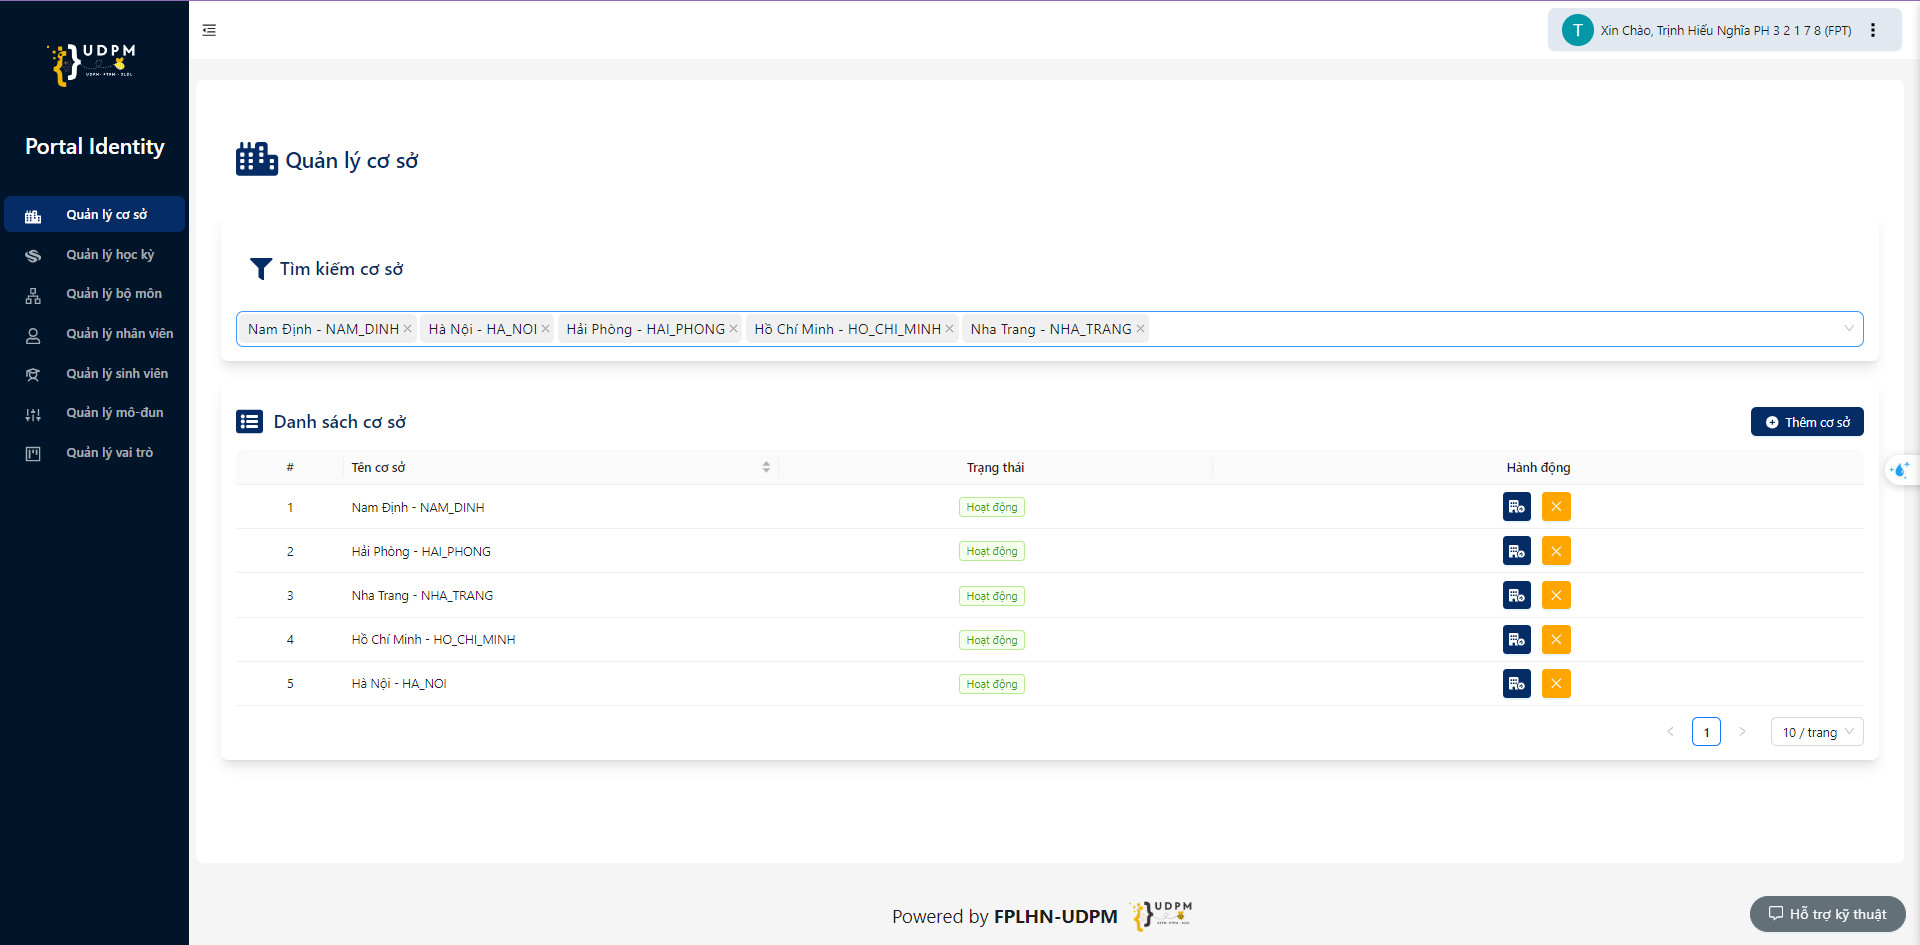 UDPM
Portal Identity
Quản lý cơ sở
Quản lý học kỳ
Quản lý bộ môn
Quản lý nhân viên
Quản lý sinh viên
Quản lý mô-đun
Quản lý vai trò
T Xin Chào, Trịnh Hiếu Nghĩa PH 3 2 1 7 8 (FPT)
Quản lý cơ sở
Tìm kiếm cơ sở
Nam Định - NAM_DINH Hà Nội - HA_NOI Hải Phòng - HAI_PHONG Hồ Chí Minh - HO_CHI_MINH Nha Trang - NHA_TRANG
Danh sách cơ sở Thêm cơ sở
# Tên cơ sở Trạng thái Hành động
1 Nam Định - NAM_DINH Hoạt động
2 Hải Phòng - HAI_PHONG Hoạt động
3 Nha Trang - NHA_TRANG Hoạt động
4 Hồ Chí Minh - HO_CHI_MINH Hoạt động
5 Hà Nội - HA_NOI Hoạt động
1 10 / trang
Powered by FPLHN-UDPM UDPM
Hỗ trợ kỹ thuật